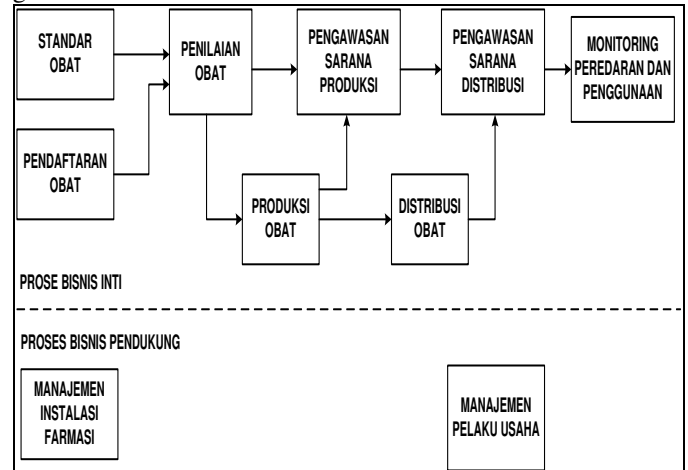 STANDAR
OBAT
PENILAIAN
OBAT
PENGAWASAN
SARANA
PRODUKSI
PENGAWASAN
SARANA
DISTRIBUSI
MONITORING
PEREDARAN DAN
PENGGUNAAN
PENDAFTARAN
OBAT
PRODUKSI
OBAT
DISTRIBUSI
OBAT
PROSE BISNIS INTI
PROSES BISNIS PENDUKUNG
MANAJEMEN
INSTALASI
FARMASI
MANAJEMEN
PELAKU USAHA